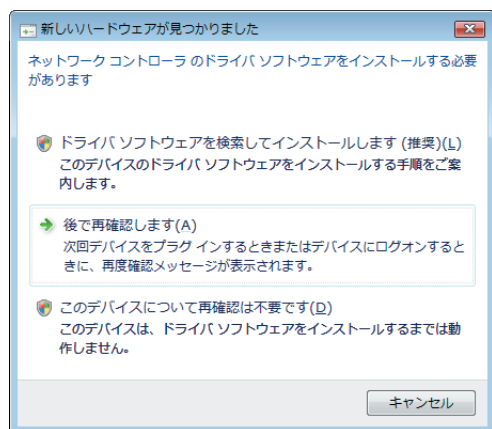 新しいハードウェアが見つかりました
ネットワーク コントローラ のドライバ ソフトウェアをインストールする必要
があります
ドライバ ソフトウェアを検索してインストールします (推奨)(L)
このデバイスのドライバ ソフトウェアをインストールする手順をご案
内します。
後で再確認します(A)
次回デバイスをプラグ インするときまたはデバイスにログオンすると
きに、再度確認メッセージが表示されます。
このデバイスについて再確認は不要です(D)
このデバイスは、ドライバ ソフトウェアをインストールするまでは動
作しません。
キャンセル